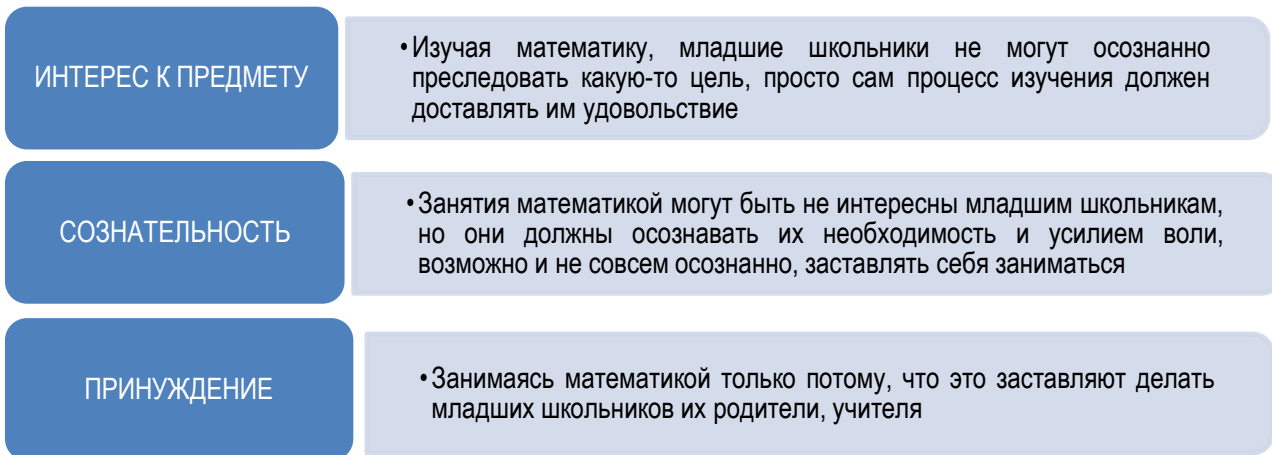 ИНТЕРЕС К ПРЕДМЕТУ
•Изучая математику, младшие школьники не могут осознанно
преследовать какую-то цель, просто сам процесс изучения должен
доставлять им удовольствие
СОЗНАТЕЛЬНОСТЬ
•Занятия математикой могут быть не интересны младшим школьникам,
но они должны осознавать их необходимость и усилием воли,
возможно и не совсем осознанно, заставлять себя заниматься
ПРИНУЖДЕНИЕ
•Занимаясь математикой только потому, что это заставляют делать
младших школьников их родители, учителя